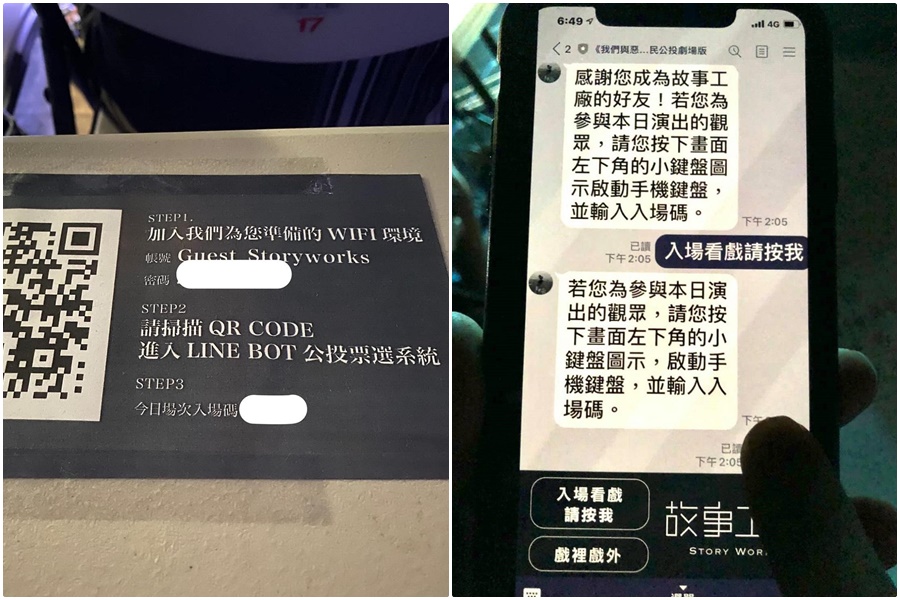 17
STEP1.
加入我們為您準備的 WIFI 環境
帳號 Guest_Storyworks
密碼
STEP2
請掃描 QR CODE
進入 LINE BOT 公投票選系統
STEP3
今日場次入場碼
6:49
4G
2
《我們與惡…民公投劇場版
感謝您成為故事工
廠的好友！若您為
參與本日演出的觀
眾，請您按下畫面
左下角的小鍵盤圖
示啟動手機鍵盤，
並輸入入場碼。
下午 2:05
已讀
下午 2:05
入場看戲請按我
若您為參與本日演
出的觀眾，請您按
下畫面左下角的小
鍵盤圖示，啟動手
機鍵盤，並輸入入
場碼。
下午
已讀
下午 2:05
入場看戲
請按我
戲裡戲外
故事工
STORY WOR
選單